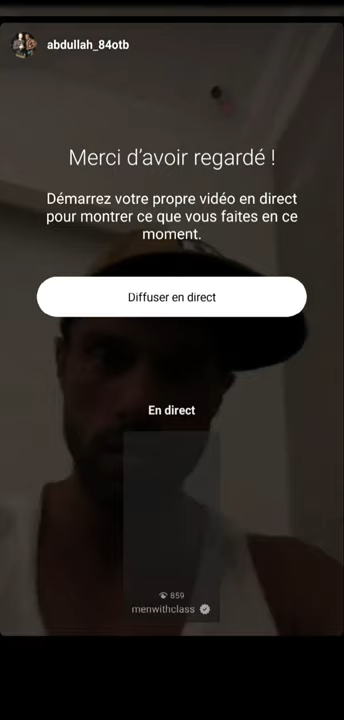 abdullah_84otb
Merci d’avoir regardé !
Démarrez votre propre vidéo en direct
pour montrer ce que vous faites en ce
moment.
Diffuser en direct
En direct
859
menwithclass